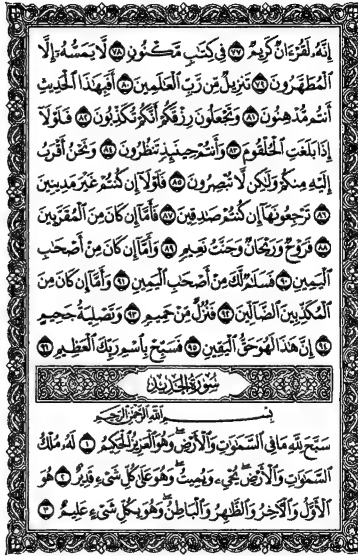 إِنَّهُۥ لَقُرْءَانٌ كَرِيمٌ ٧٧ فِى كِتَٰبٍ مَّكْنُونٍ ٧٨ لَّا يَمَسُّهُۥٓ إِلَّا
ٱلْمُطَهَّرُونَ ٧٩ تَنزِيلٌ مِّن رَّبِّ ٱلْعَٰلَمِينَ ٨٠ أَفَبِهَٰذَا ٱلْحَدِيثِ
أَنتُم مُّدْهِنُونَ ٨١ وَتَجْعَلُونَ رِزْقَكُمْ أَنَّكُمْ تُكَذِّبُونَ ٨٢ فَلَوْلَآ
إِذَا بَلَغَتِ ٱلْحُلْقُومَ ٨٣ وَأَنتُمْ حِينَئِذٍ تَنظُرُونَ ٨٤ وَنَحْنُ أَقْرَبُ
إِلَيْهِ مِنكُمْ وَلَٰكِن لَّا تُبْصِرُونَ ٨٥ فَلَوْلَآ إِن كُنتُمْ غَيْرَ مَدِينِينَ
٨٦ تَرْجِعُونَهَآ إِن كُنتُمْ صَٰدِقِينَ ٨٧ فَأَمَّآ إِن كَانَ مِنَ ٱلْمُقَرَّبِينَ
٨٨ فَرَوْحٌ وَرَيْحَانٌ وَجَنَّتُ نَعِيمٍ ٨٩ وَأَمَّآ إِن كَانَ مِنْ أَصْحَٰبِ
ٱلْيَمِينِ ٩٠ فَسَلَٰمٌ لَّكَ مِنْ أَصْحَٰبِ ٱلْيَمِينِ ٩١ وَأَمَّآ إِن كَانَ مِنَ
ٱلْمُكَذِّبِينَ ٱلضَّآلِّينَ ٩٢ فَنُزُلٌ مِّنْ حَمِيمٍ ٩٣ وَتَصْلِيَةُ جَحِيمٍ
٩٤ إِنَّ هَٰذَا لَهُوَ حَقُّ ٱلْيَقِينِ ٩٥ فَسَبِّحْ بِٱسْمِ رَبِّكَ ٱلْعَظِيمِ ٩٦
سُورَةُ الْحَدِيدِ
بِسْمِ ٱللَّهِ ٱلرَّحْمَٰنِ ٱلرَّحِيمِ
سَبَّحَ لِلَّهِ مَا فِى ٱلسَّمَٰوَٰتِ وَٱلْأَرْضِ ۖ وَهُوَ ٱلْعَزِيزُ ٱلْحَكِيمُ ١ لَهُۥ مُلْكُ
ٱلسَّمَٰوَٰتِ وَٱلْأَرْضِ ۖ يُحْىِۦ وَيُمِيتُ ۖ وَهُوَ عَلَىٰ كُلِّ شَىْءٍ قَدِيرٌ ٢ هُوَ
ٱلْأَوَّلُ وَٱلْءَاخِرُ وَٱلظَّٰهِرُ وَٱلْبَاطِنُ ۖ وَهُوَ بِكُلِّ شَىْءٍ عَلِيمٌ ٣